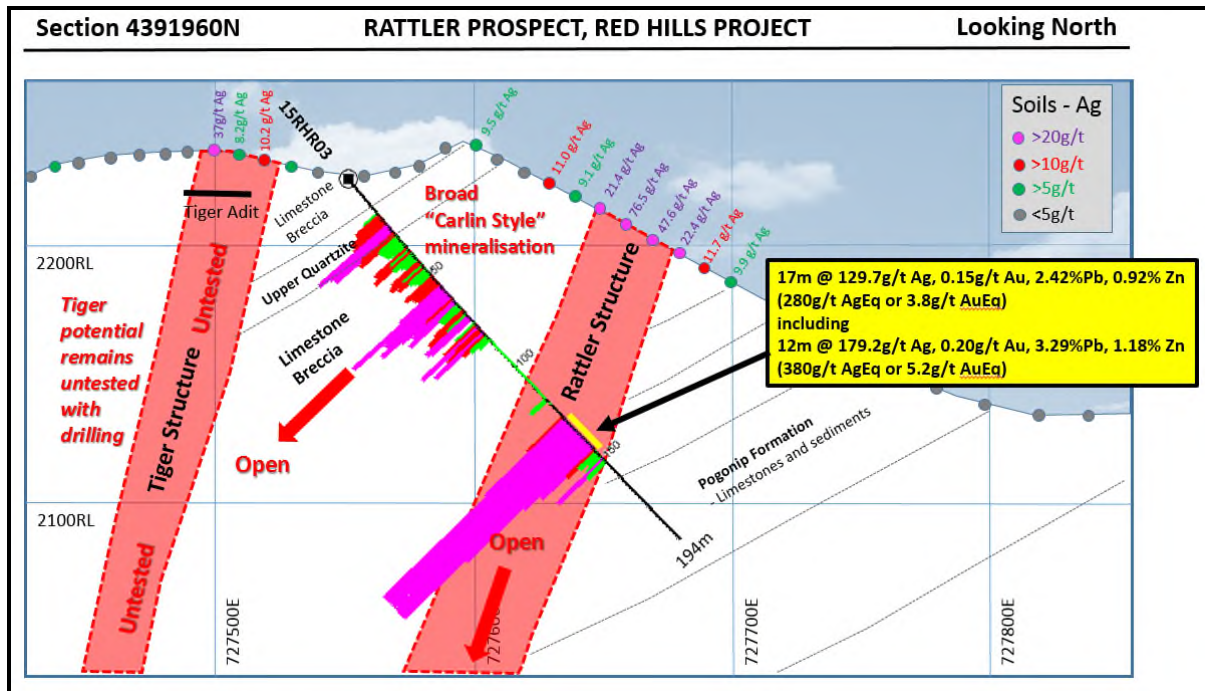 Section 4391960N
RATTLER PROSPECT, RED HILLS PROJECT
Looking North
Soils - Ag
>20g/t
>10g/t
>5g/t
<5g/t
37g/t Ag
8.2g/t Ag
10.2 g/t Ag
15RHR03
9.5 g/t Ag
11.0 g/t Ag
9.1 g/t Ag
21.4 g/t Ag
76.5 g/t Ag
47.6 g/t Ag
22.4 g/t Ag
11.7 g/t Ag
9.9 g/t Ag
Tiger Adit
Limestone
Breccia
Broad
"Carlin Style"
mineralisation
2200RL
Upper Quartzite
50
Untested
Tiger
potential
remains
untested
with
drilling
Limestone
Breccia
100
Rattler Structure
17m @ 129.7g/t Ag, 0.15g/t Au, 2.42%Pb, 0.92% Zn
(280g/t AgEq or 3.8g/t AuEq)
including
12m @ 179.2g/t Ag, 0.20g/t Au, 3.29%Pb, 1.18% Zn
(380g/t AgEq or 5.2g/t AuEq)
Tiger Structure
Open
150
Pogonip Formation
- Limestones and sediments
2100RL
Open
194m
Untested
727500E
727600E
727700E
727800E